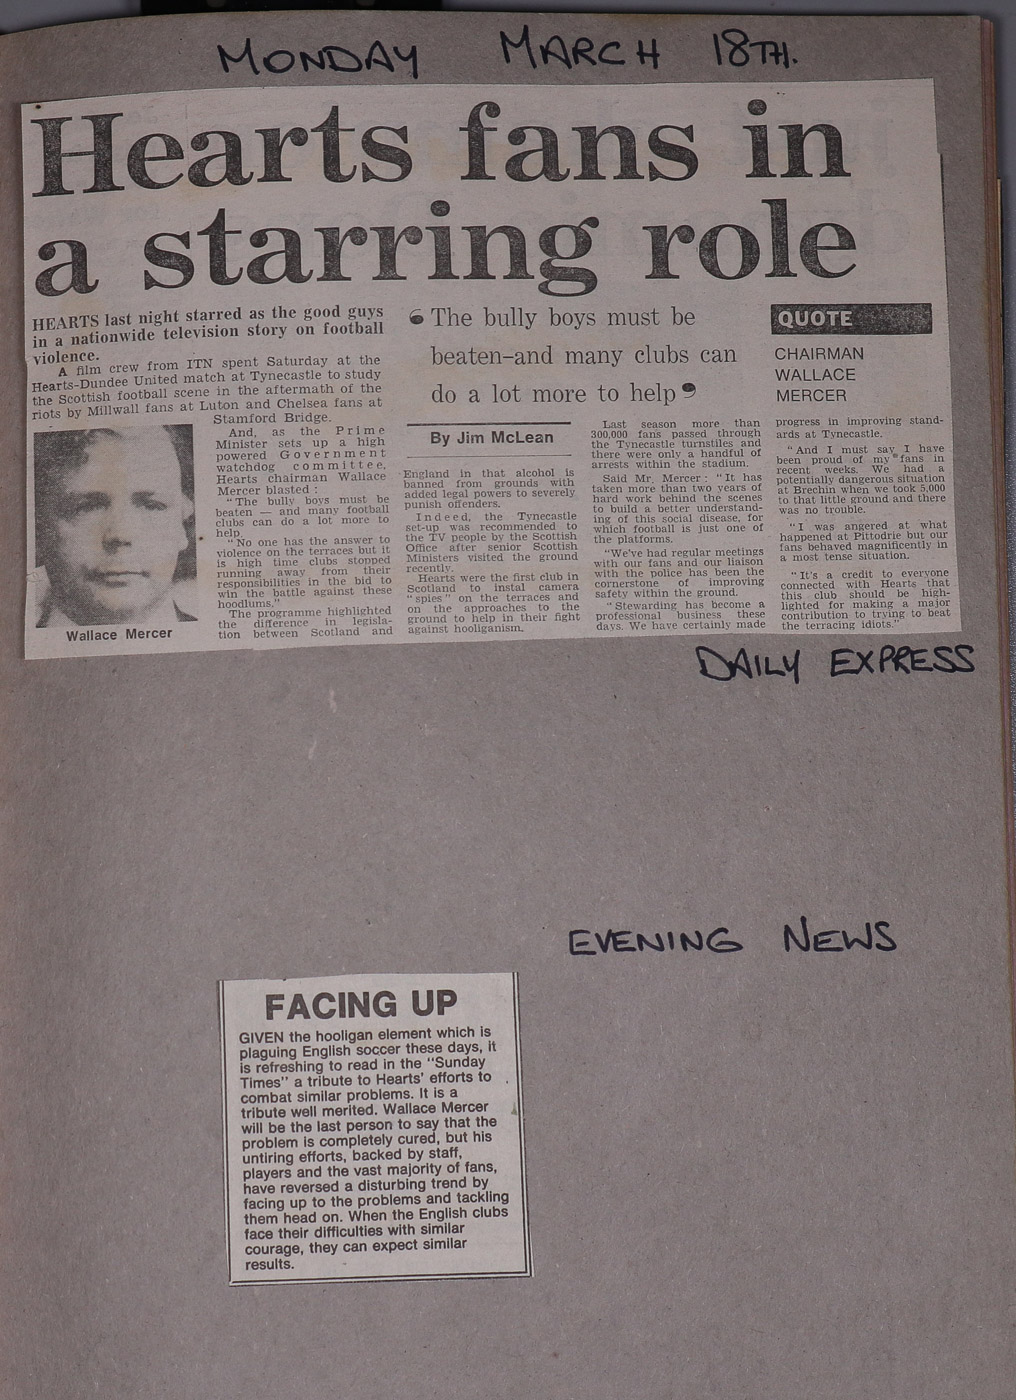 MONDAY MARCH 18TH.
Hearts fans in
a starring role
HEARTS last night starred as the good guys
in a nationwide television story on football
violence.
A film crew from ITN spent Saturday at the
Hearts-Dundee United match at Tynecastle to study
the Scottish football scene in the aftermath of the
riots by Millwall fans at Luton and Chelsea fans at
Stamford Bridge.
And, as the Prime
Minister sets up a high
powered Government
watchdog committee,
Hearts chairman Wallace
Mercer blasted :
"The bully boys must be
beaten — and many football
clubs can do a lot more to
help.
"No one has the answer to
violence on the terraces but it
is high time clubs stopped
running away from their
responsibilities in the bid to
win the battle against these
hoodlums."
The programme highlighted
the difference in legisla-
tion between Scotland and
Wallace Mercer
❛ The bully boys must be
beaten–and many clubs can
do a lot more to help ❜
By Jim McLean
England in that alcohol is
banned from grounds with
added legal powers to severely
punish offenders.
Indeed, the Tynecastle
set-up was recommended to
the TV people by the Scottish
Office after senior Scottish
Ministers visited the ground
recently.
Hearts were the first club in
Scotland to instal camera
"spies" on the terraces and
on the approaches to the
ground to help in their fight
against hooliganism.
Last season more than
300,000 fans passed through
the Tynecastle turnstiles and
there were only a handful of
arrests within the stadium.
Said Mr. Mercer : "It has
taken more than two years of
hard work behind the scenes
to build a better understand-
ing of this social disease, for
which football is just one of
the platforms.
"We've had regular meetings
with our fans and our liaison
with the police has been the
cornerstone of improving
safety within the ground.
"Stewarding has become a
professional business these
days. We have certainly made
QUOTE
CHAIRMAN
WALLACE
MERCER
progress in improving stand-
ards at Tynecastle.
"And I must say I have
been proud of my fans in
recent weeks. We had a
potentially dangerous situation
at Brechin when we took 5,000
to that little ground and there
was no trouble.
"I was angered at what
happened at Pittodrie but our
fans behaved magnificently in
a most tense situation.
"It's a credit to everyone
connected with Hearts that
this club should be high-
lighted for making a major
contribution to trying to beat
the terracing idiots."
DAILY EXPRESS
EVENING NEWS
FACING UP
GIVEN the hooligan element which is
plaguing English soccer these days, it
is refreshing to read in the "Sunday
Times" a tribute to Hearts' efforts to
combat similar problems. It is a
tribute well merited. Wallace Mercer
will be the last person to say that the
problem is completely cured, but his
untiring efforts, backed by staff,
players and the vast majority of fans,
have reversed a disturbing trend by
facing up to the problems and tackling
them head on. When the English clubs
face their difficulties with similar
courage, they can expect similar
results.